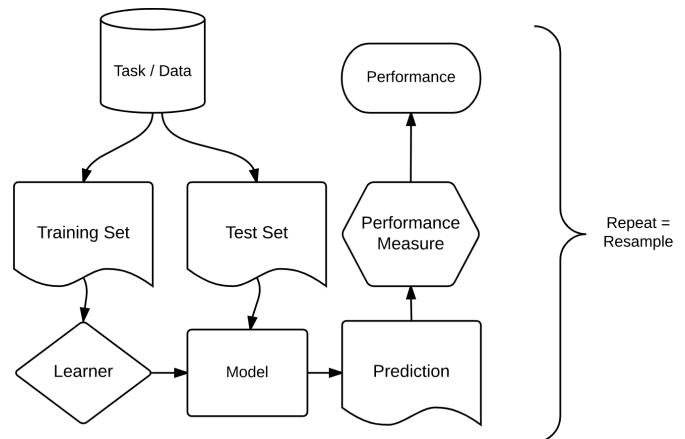 Task / Data
Performance
Training Set
Test Set
Performance
Measure
Repeat =
Resample
Learner
Model
Prediction